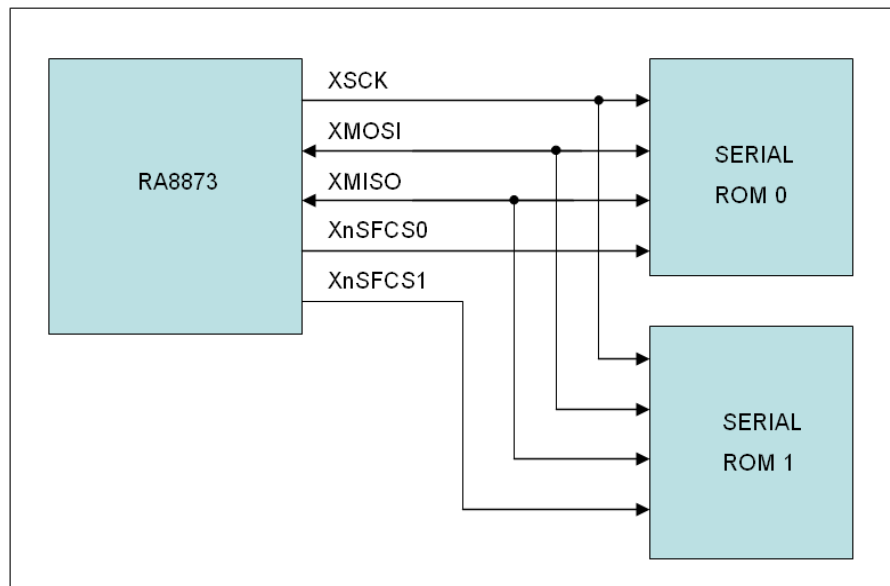 XSCK
XMOSI
RA8873
XMISO
XnSFCS0
XnSFCS1
SERIAL
ROM 0
SERIAL
ROM 1